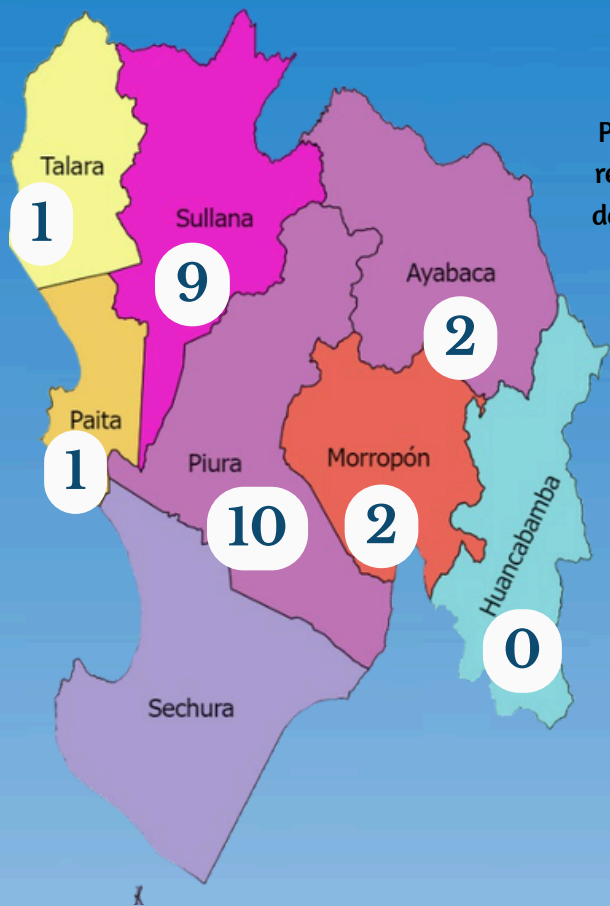 Talara
1
Sullana
9
Ayabaca
2
Paita
1
Piura
10
Morropón
2
Huancabamba
0
Sechura